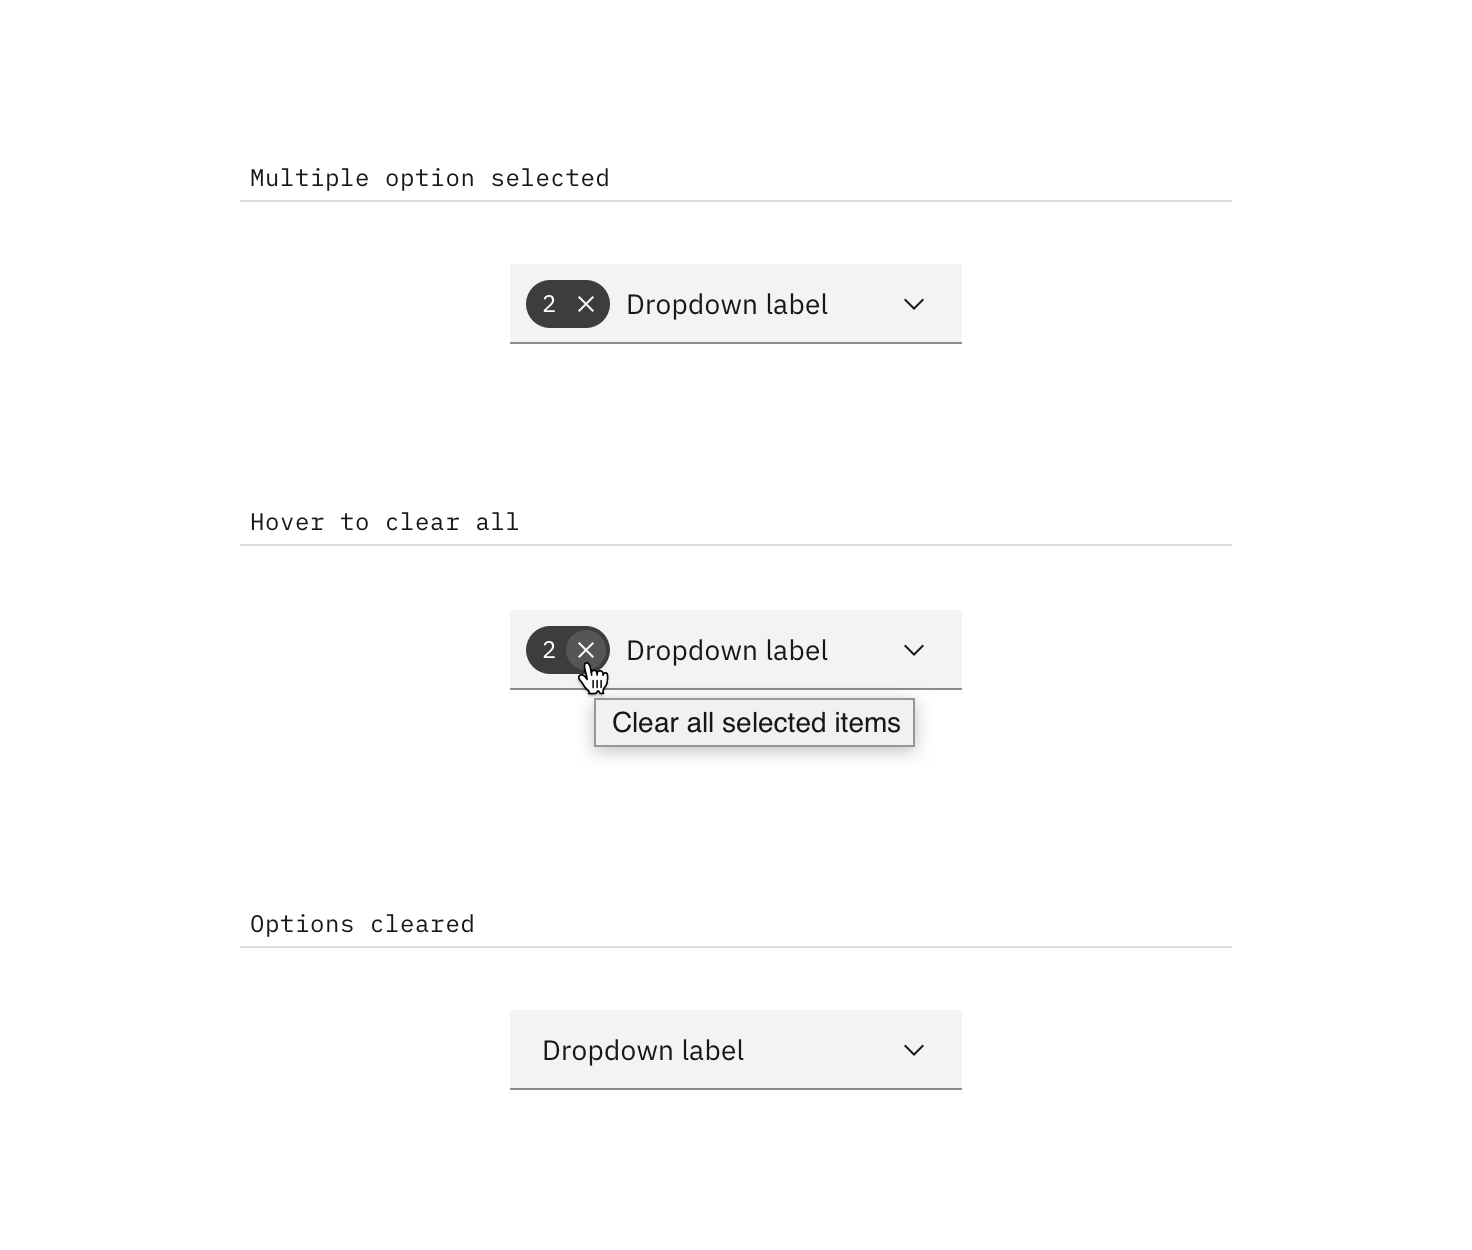 Multiple option selected
2 Dropdown label
Hover to clear all
2 Dropdown label
Clear all selected items
Options cleared
Dropdown label